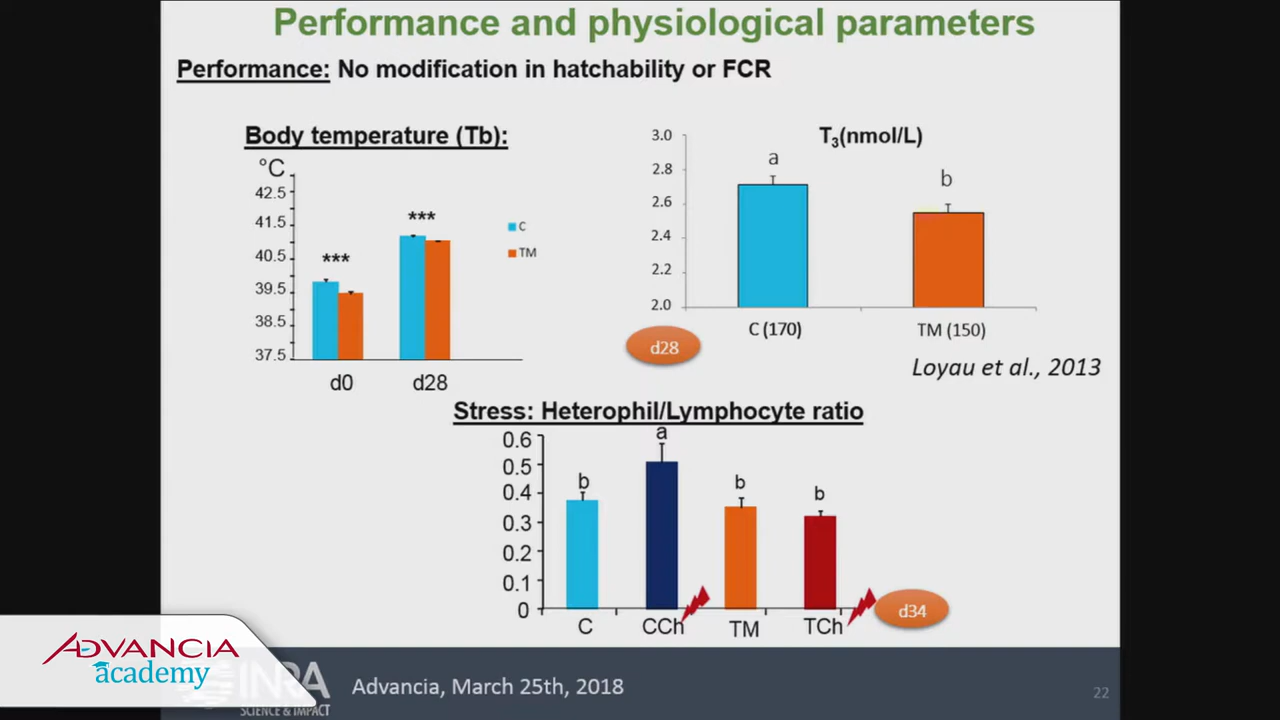 Performance and physiological parameters
Performance: No modification in hatchability or FCR
Body temperature (Tb):
°C
42.5
41.5
40.5
39.5
38.5
37.5
***
***
C
TM
d0
d28
T3(nmol/L)
3.0
2.8
2.6
2.4
2.2
2.0
a
b
C (170)
TM (150)
d28
Loyau et al., 2013
Stress: Heterophil/Lymphocyte ratio
0.6
0.5
0.4
0.3
0.2
0.1
0
b
a
b
b
C
CCh
TM
TCh
d34
ADVANCIA
academy
INRA
SCIENCE & IMPACT
Advancia, March 25th, 2018
22